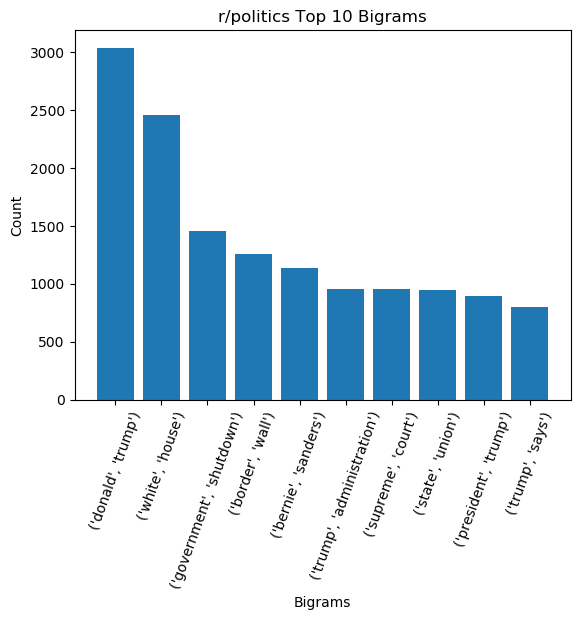 r/politics Top 10 Bigrams
Count
3000
2500
2000
1500
1000
500
0
('donald', 'trump')
('white', 'house')
('government', 'shutdown')
('border', 'wall')
('bernie', 'sanders')
('trump', 'administration')
('supreme', 'court')
('state', 'union')
('president', 'trump')
('trump', 'says')
Bigrams